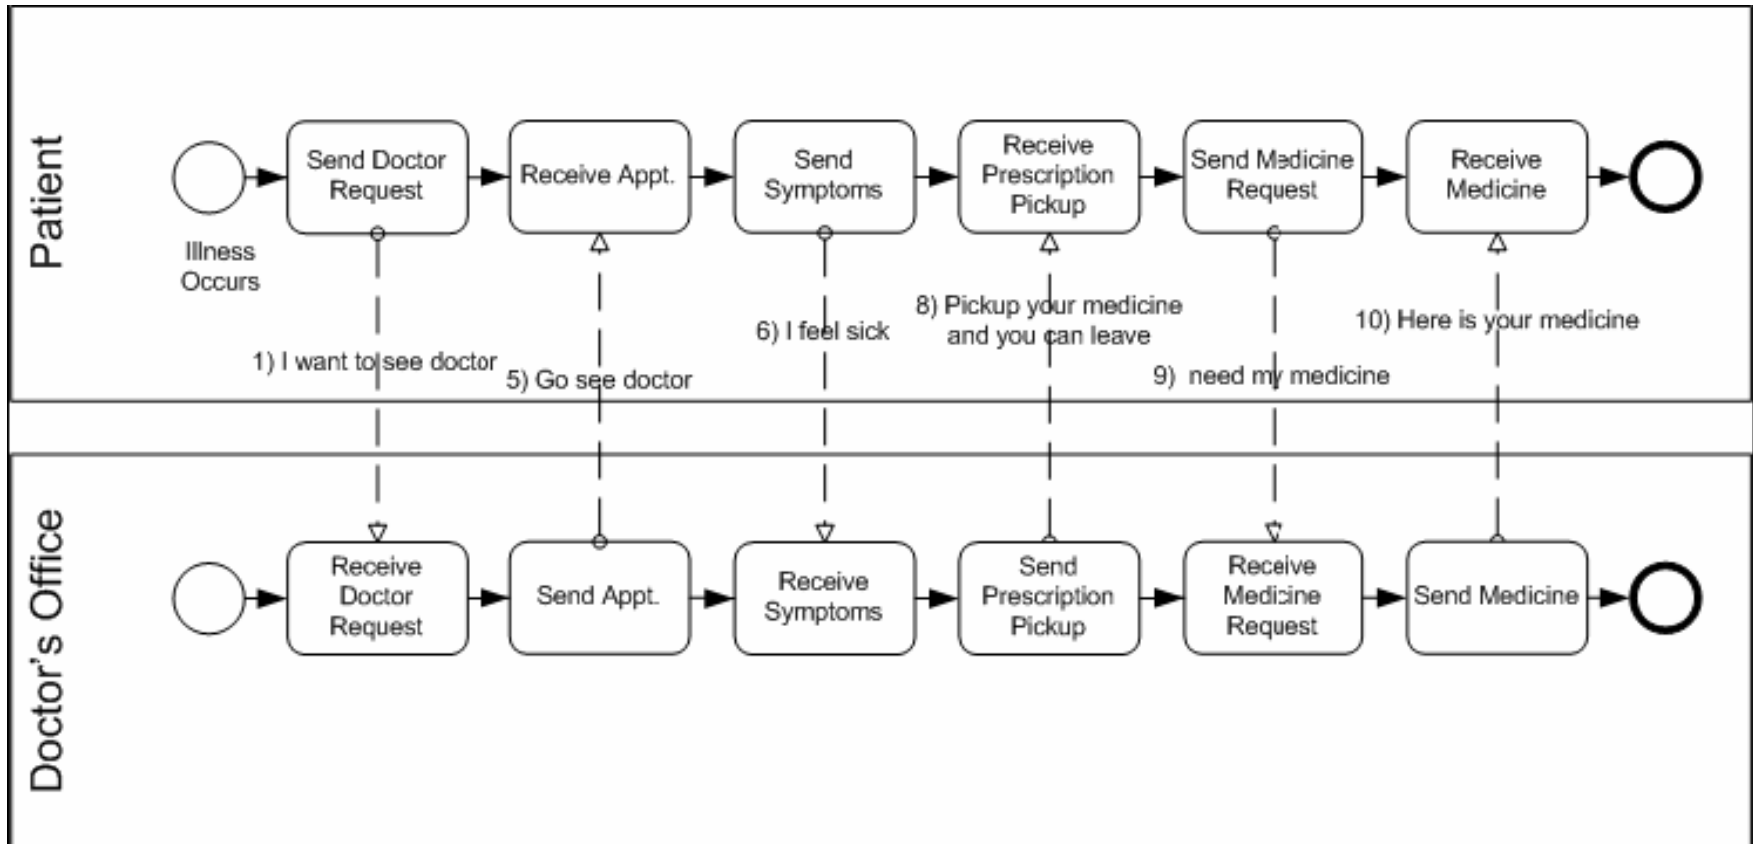 Patient
Send Doctor
Request
Receive Appt.
Send
Symptoms
Receive
Prescription
Pickup
Send Medicine
Request
Receive
Medicine
Illness
Occurs
1) I want to see doctor
5) Go see doctor
6) I feel sick
8) Pickup your medicine
and you can leave
9) need my medicine
10) Here is your medicine
Doctor's Office
Receive
Doctor
Request
Send Appt.
Receive
Symptoms
Send
Prescription
Pickup
Receive
Medicine
Request
Send Medicine